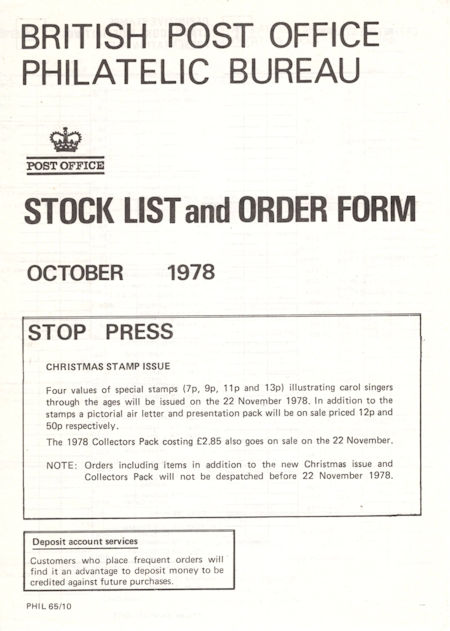 BRITISH POST OFFICE
PHILATELIC BUREAU
POST OFFICE
STOCK LIST and ORDER FORM
OCTOBER 1978
STOP PRESS
CHRISTMAS STAMP ISSUE
Four values of special stamps (7p, 9p, 11p and 13p) illustrating carol singers
through the ages will be issued on the 22 November 1978. In addition to the
stamps a pictorial air letter and presentation pack will be on sale priced 12p and
50p respectively.
The 1978 Collectors Pack costing £2.85 also goes on sale on the 22 November.
NOTE: Orders including items in addition to the new Christmas issue and
Collectors Pack will not be despatched before 22 November 1978.
Deposit account services
Customers who place frequent orders will
find it an advantage to deposit money to be
credited against future purchases.
PHIL 65/10